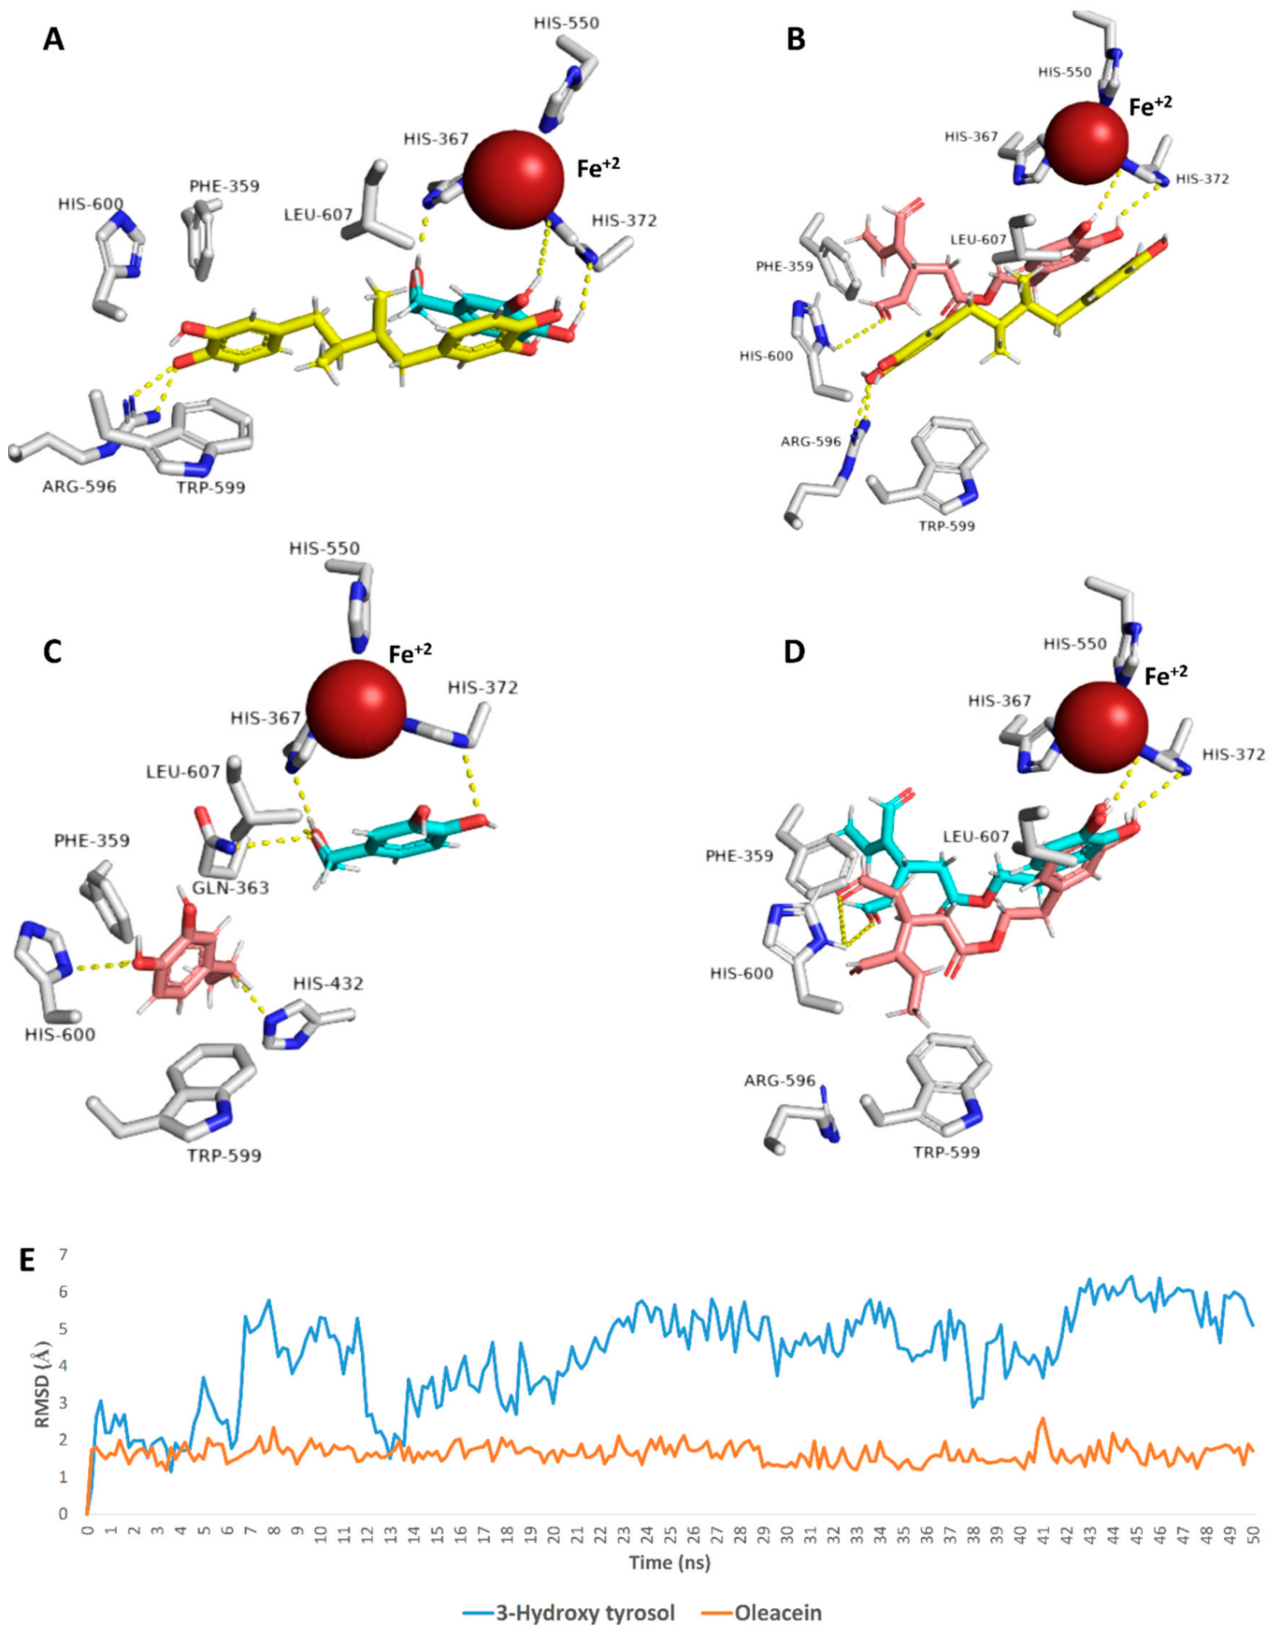 A
HIS-550
HIS-367
Fe+2
PHE-359
HIS-600
LEU-607
HIS-372
ARG-596
TRP-599
B
HIS-550
Fe+2
HIS-367
HIS-372
LEU-607
PHE-359
HIS-600
ARG-596
TRP-599
C
HIS-550
Fe+2
HIS-372
HIS-367
LEU-607
PHE-359
GLN-363
HIS-432
HIS-600
TRP-599
D
HIS-550
Fe+2
HIS-367
HIS-372
LEU-607
PHE-359
HIS-600
ARG-596
TRP-599
E
RMSD (Å)
7
6
5
4
3
2
1
0
0 1 2 3 4 5 6 7 8 9 10 11 12 13 14 15 16 17 18 19 20 21 22 23 24 25 26 27 28 29 30 31 32 33 34 35 36 37 38 39 40 41 42 43 44 45 46 47 48 49 50
Time (ns)
3-Hydroxy tyrosol Oleacein